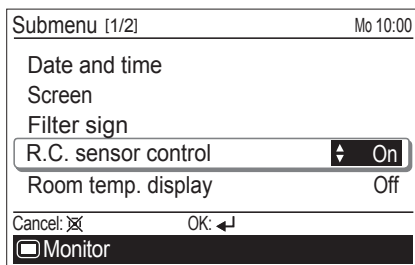 Submenu [1/2] Mo 10:00
Date and time
Screen
Filter sign
R.C. sensor control On
Room temp. display Off
Cancel: OK:
Monitor